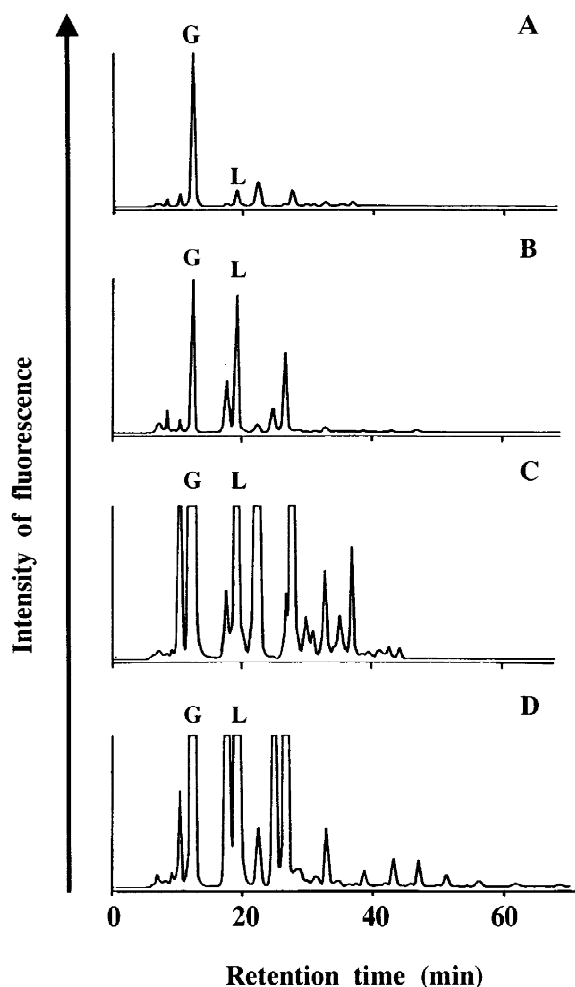 G A
L
G B
L
G L C
G L D
Intensity of fluorescence
0 20 40 60
Retention time (min)